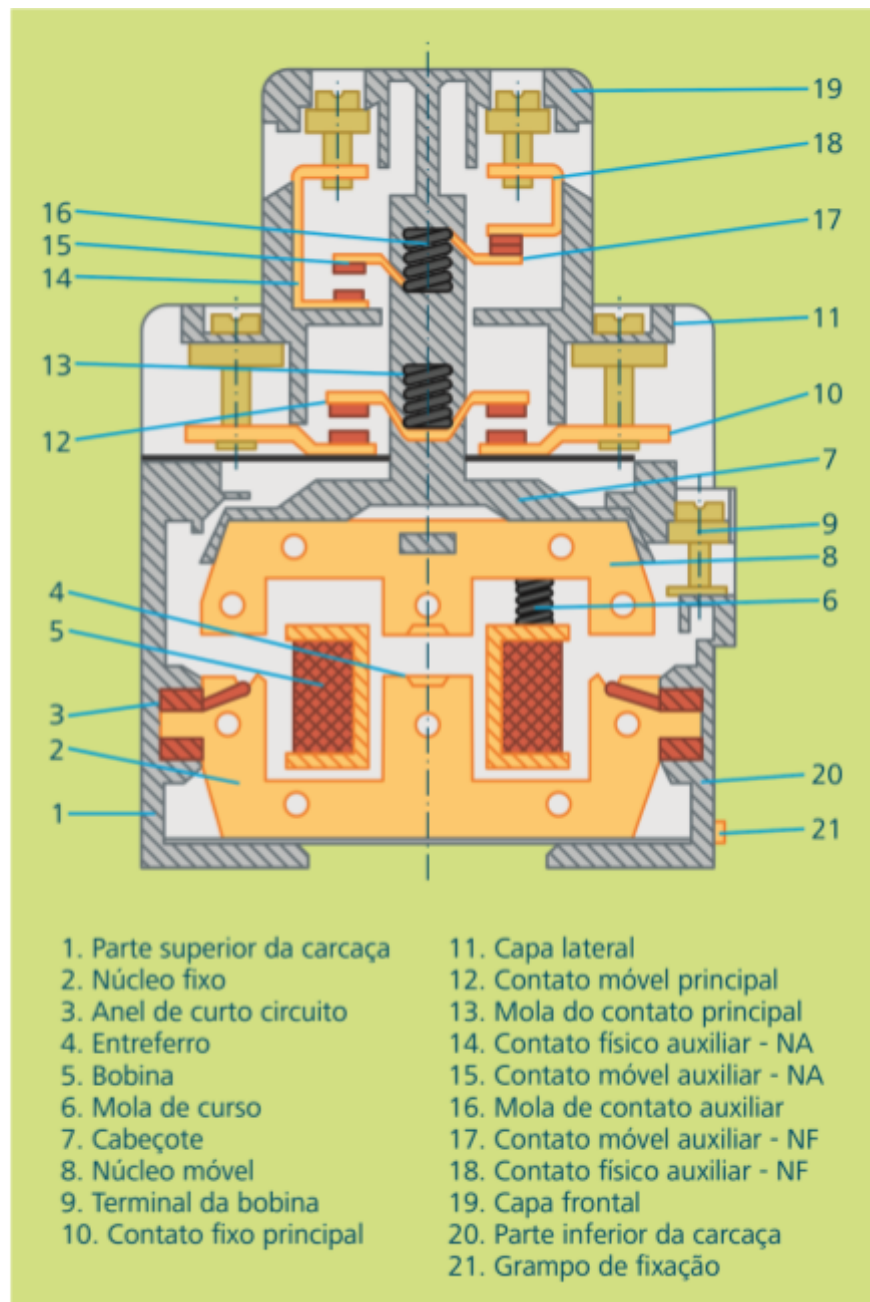 19
18
16
17
15
14
11
13
10
12
7
9
8
4
6
5
3
2
20
1
21
1. Parte superior da carcaça
2. Núcleo fixo
3. Anel de curto circuito
4. Entreferro
5. Bobina
6. Mola de curso
7. Cabeçote
8. Núcleo móvel
9. Terminal da bobina
10. Contato fixo principal
11. Capa lateral
12. Contato móvel principal
13. Mola do contato principal
14. Contato físico auxiliar - NA
15. Contato móvel auxiliar - NA
16. Mola de contato auxiliar
17. Contato móvel auxiliar - NF
18. Contato físico auxiliar - NF
19. Capa frontal
20. Parte inferior da carcaça
21. Grampo de fixação